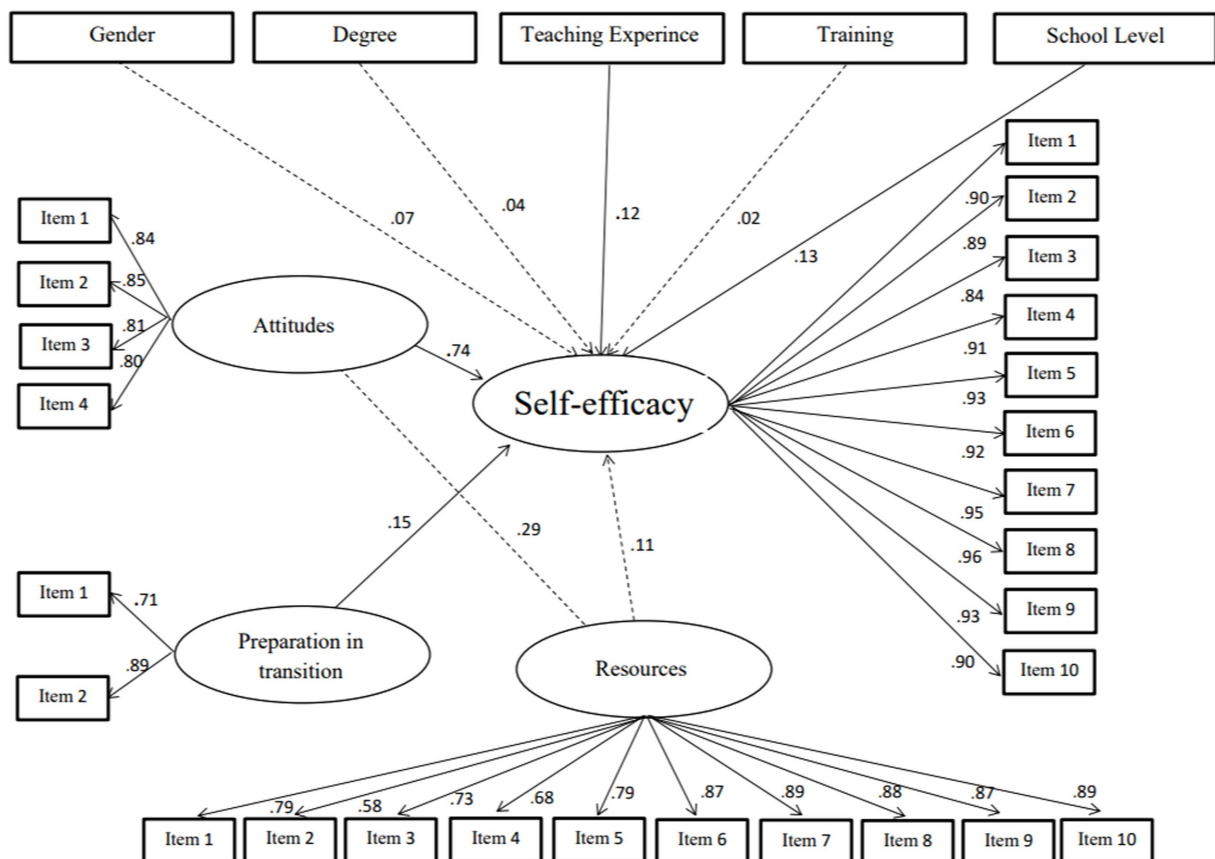 Gender
Degree
Teaching Experince
Training
School Level
.07
.04
.12
.02
.13
Item 1
Item 2
Item 3
Item 4
.84
.85
.81
.80
Attitudes
.74
Self-efficacy
.90
.89
.84
.91
.93
.92
.95
.96
.93
.90
Item 1
Item 2
Item 3
Item 4
Item 5
Item 6
Item 7
Item 8
Item 9
Item 10
.15
.29
.11
Item 1
Item 2
.71
.89
Preparation in
transition
Resources
.79
.58
.73
.68
.79
.87
.89
.88
.87
.89
Item 1
Item 2
Item 3
Item 4
Item 5
Item 6
Item 7
Item 8
Item 9
Item 10